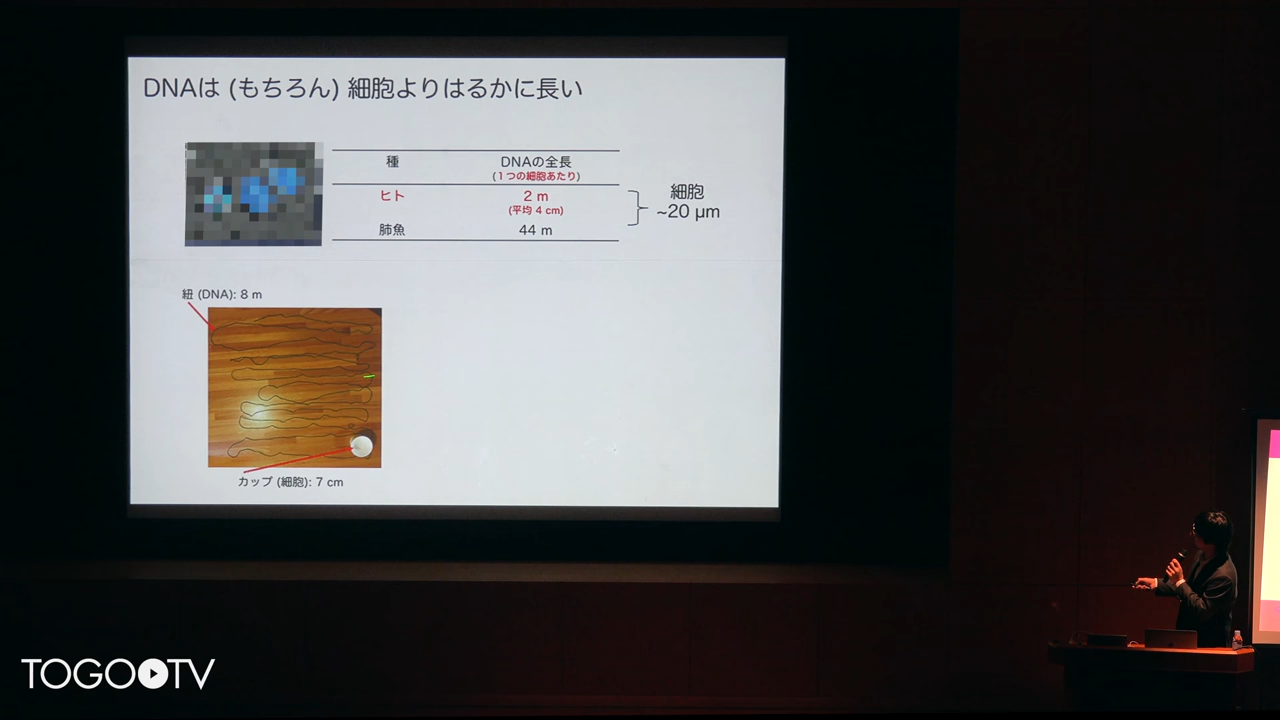 DNAは (もちろん) 細胞よりはるかに長い
種 DNAの全長
(1つの細胞あたり)
ヒト 2 m
(平均 4 cm)
肺魚 44 m
細胞
~20 μm
紐 (DNA): 8 m
カップ (細胞): 7 cm
TOGOTV